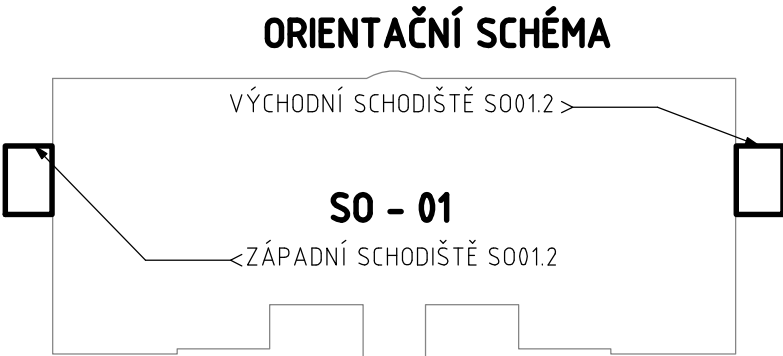 ORIENTAČNÍ SCHÉMA
VÝCHODNÍ SCHODIŠTĚ SO01.2
SO - 01
ZÁPADNÍ SCHODIŠTĚ SO01.2